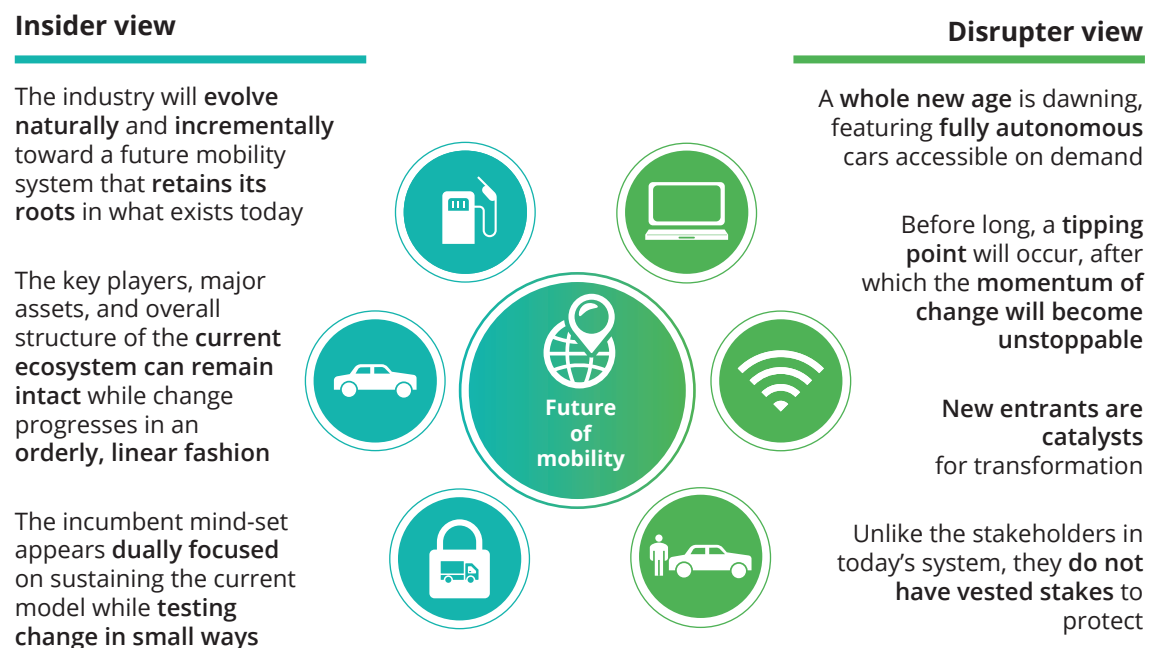 Insider view
The industry will evolve
naturally and incrementally
toward a future mobility
system that retains its
roots in what exists today
The key players, major
assets, and overall
structure of the current
ecosystem can remain
intact while change
progresses in an
orderly, linear fashion
The incumbent mind-set
appears dually focused
on sustaining the current
model while testing
change in small ways
Future
of
mobility
Disrupter view
A whole new age is dawning,
featuring fully autonomous
cars accessible on demand
Before long, a tipping
point will occur, after
which the momentum of
change will become
unstoppable
New entrants are
catalysts
for transformation
Unlike the stakeholders in
today’s system, they do not
have vested stakes to
protect